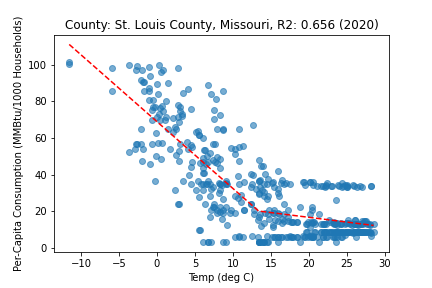 County: St. Louis County, Missouri, R2: 0.656 (2020)
Per-Capita Consumption (MMBtu/1000 Households)
100
80
60
40
20
0
−10 −5 0 5 10 15 20 25 30
Temp (deg C)